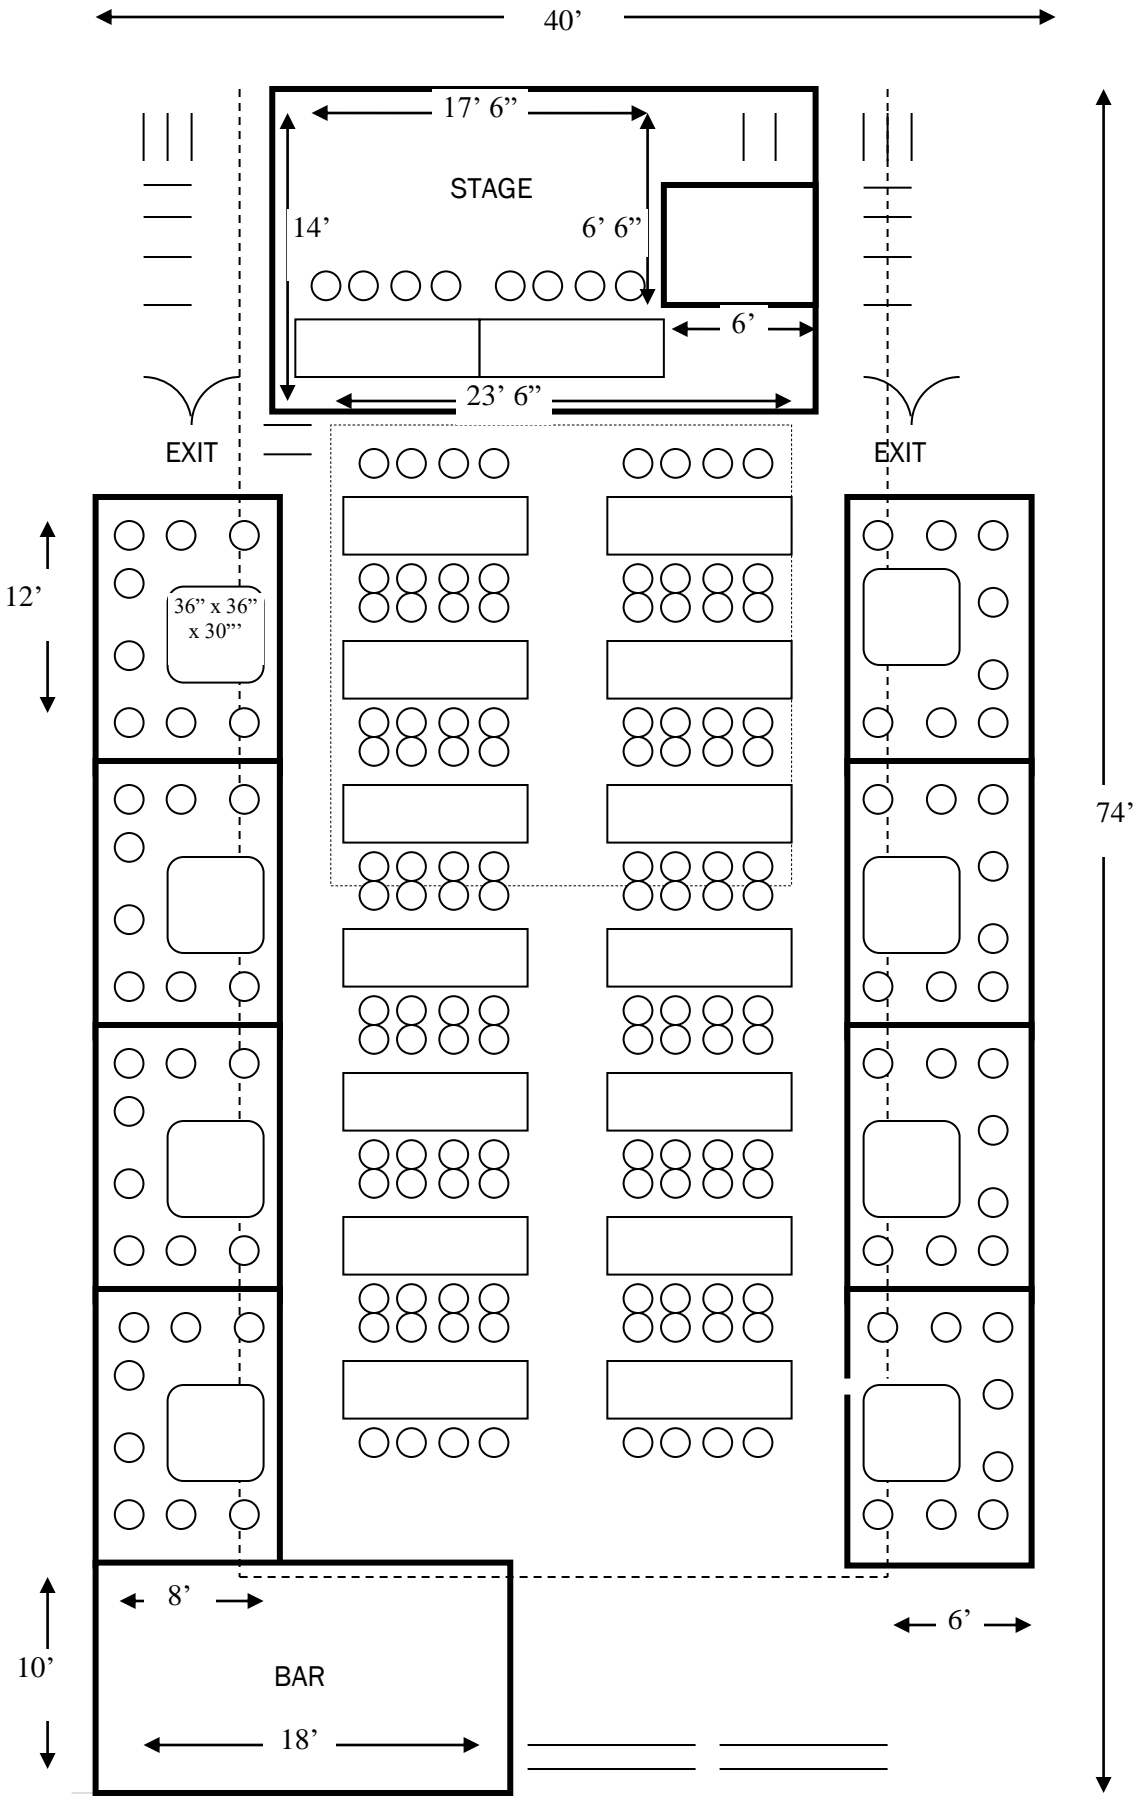 40’
17’ 6”
STAGE
14’
6’ 6”
6’
23’ 6”
EXIT
EXIT
12’
36” x 36”
x 30”’
74’
8’
6’
10’
BAR
18’